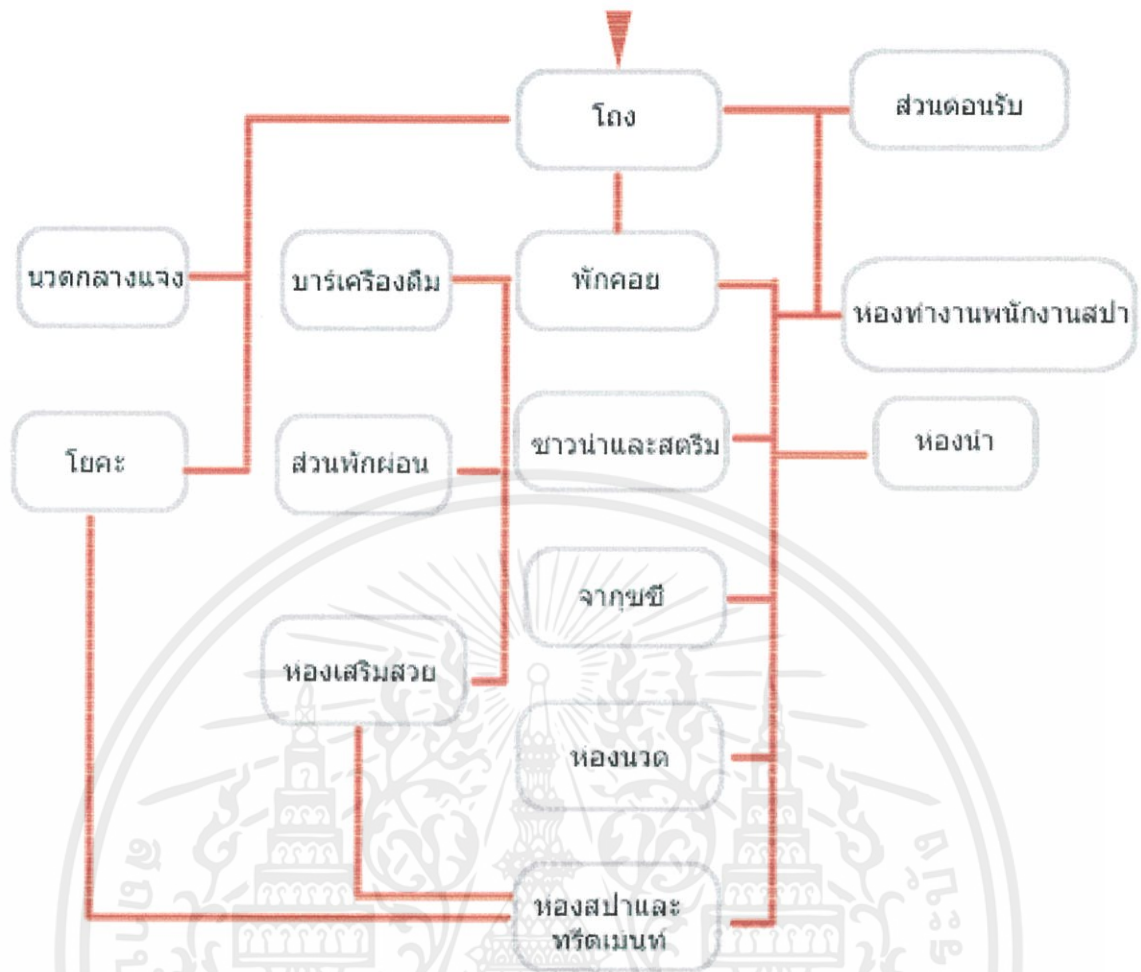 โถง
ส่วนตอนรับ
นวดกลางแจ้ง
บาร์เครื่องดื่ม
พักคอย
ห่องทำงานพนักงานสปา
โยคะ
ส่วนพักผ่อน
ซาวน่าและสตรีม
ห่องน้ำ
จากุซซี่
ห่องเสริมสวย
ห่องนวด
ห่องสปาและ
ทรีตเม่นท์